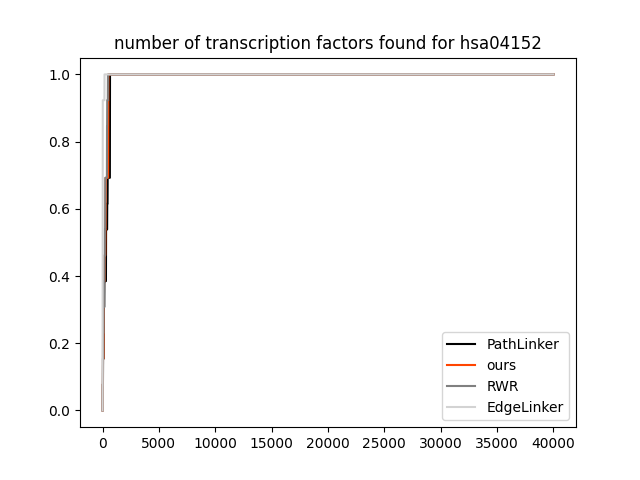 number of transcription factors found for hsa04152
1.0
0.8
0.6
0.4
0.2
0.0
0 5000 10000 15000 20000 25000 30000 35000 40000
PathLinker
ours
RWR
EdgeLinker